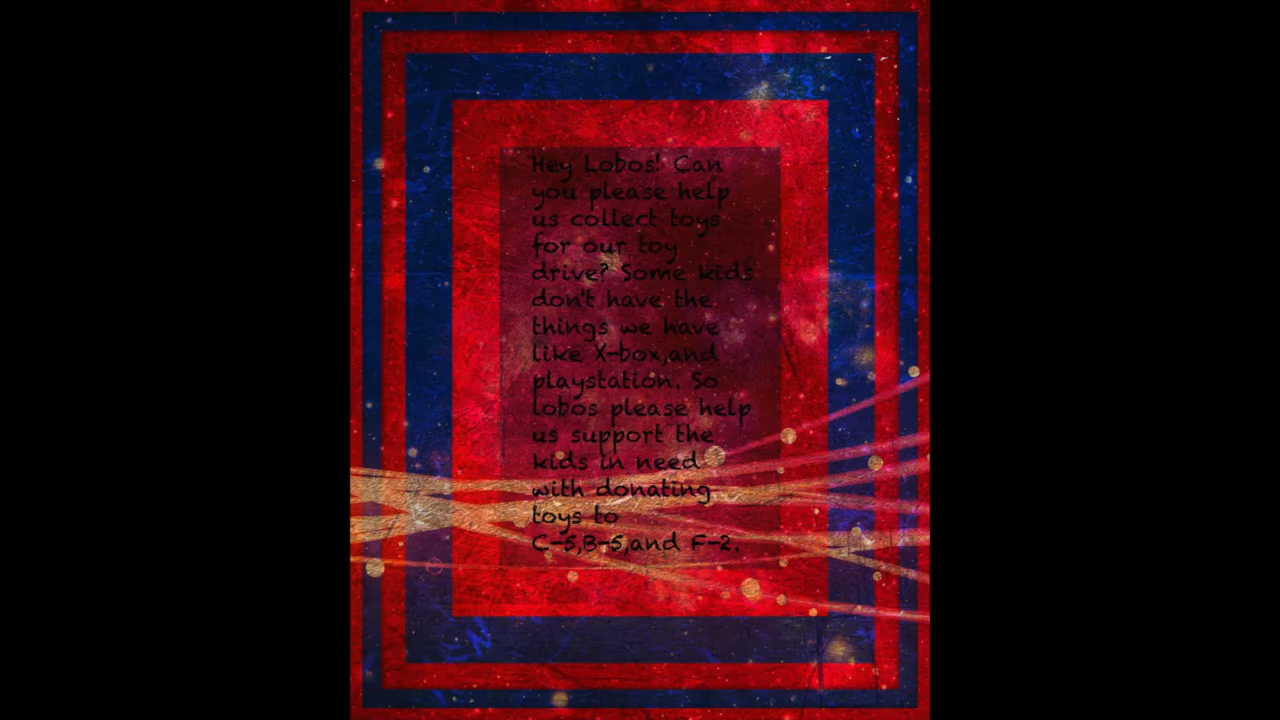 Hey Lobos! Can
you please help
us collect toys
for our toy
drive? Some kids
don't have the
things we have
like X-box,and
playstation. So
lobos please help
us support the
kids in need
with donating
toys to
C-5,B-5,and F-2.